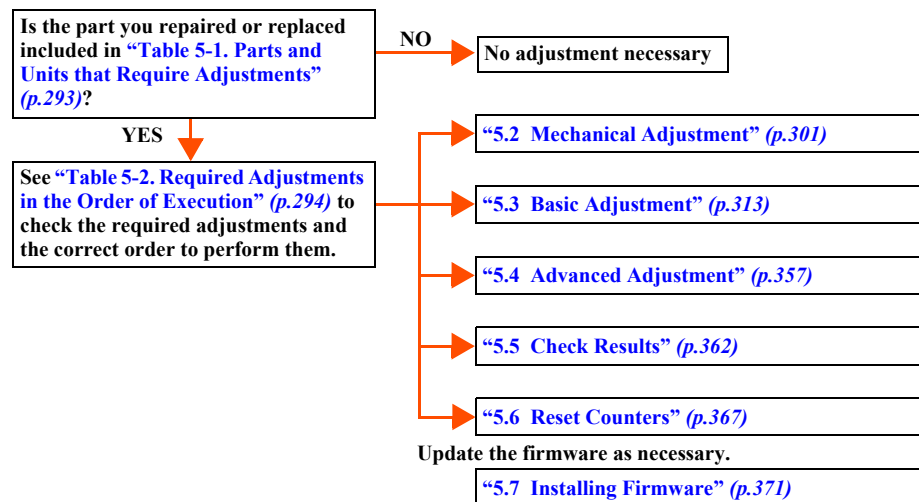 Is the part you repaired or replaced
included in “Table 5-1. Parts and
Units that Require Adjustments”
(p.293)?
NO
No adjustment necessary
YES
See “Table 5-2. Required Adjustments
in the Order of Execution” (p.294) to
check the required adjustments and
the correct order to perform them.
“5.2 Mechanical Adjustment” (p.301)
“5.3 Basic Adjustment” (p.313)
“5.4 Advanced Adjustment” (p.357)
“5.5 Check Results” (p.362)
“5.6 Reset Counters” (p.367)
Update the firmware as necessary.
“5.7 Installing Firmware” (p.371)